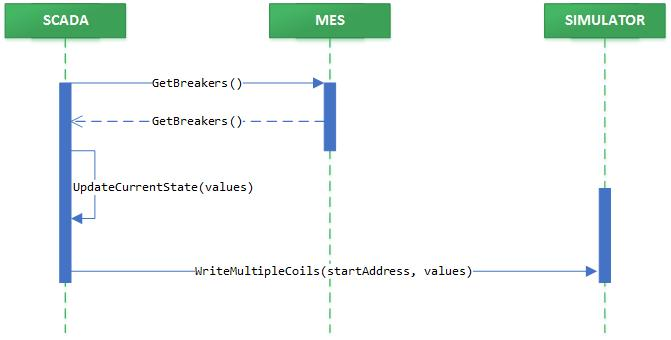 SCADA
MES
SIMULATOR
GetBreakers()
GetBreakers()
UpdateCurrentState(values)
WriteMultipleCoils(startAddress, values)